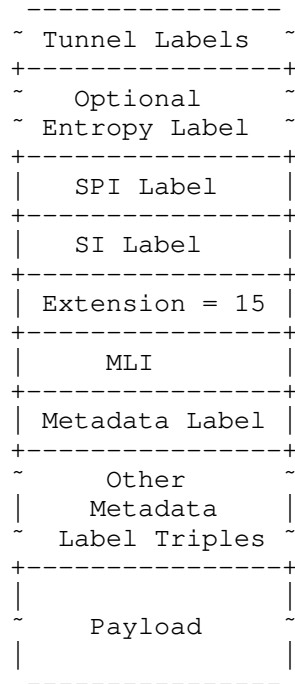 Tunnel Labels
Optional
Entropy Label
SPI Label
SI Label
Extension = 15
MLI
Metadata Label
Other
Metadata
Label Triples
Payload